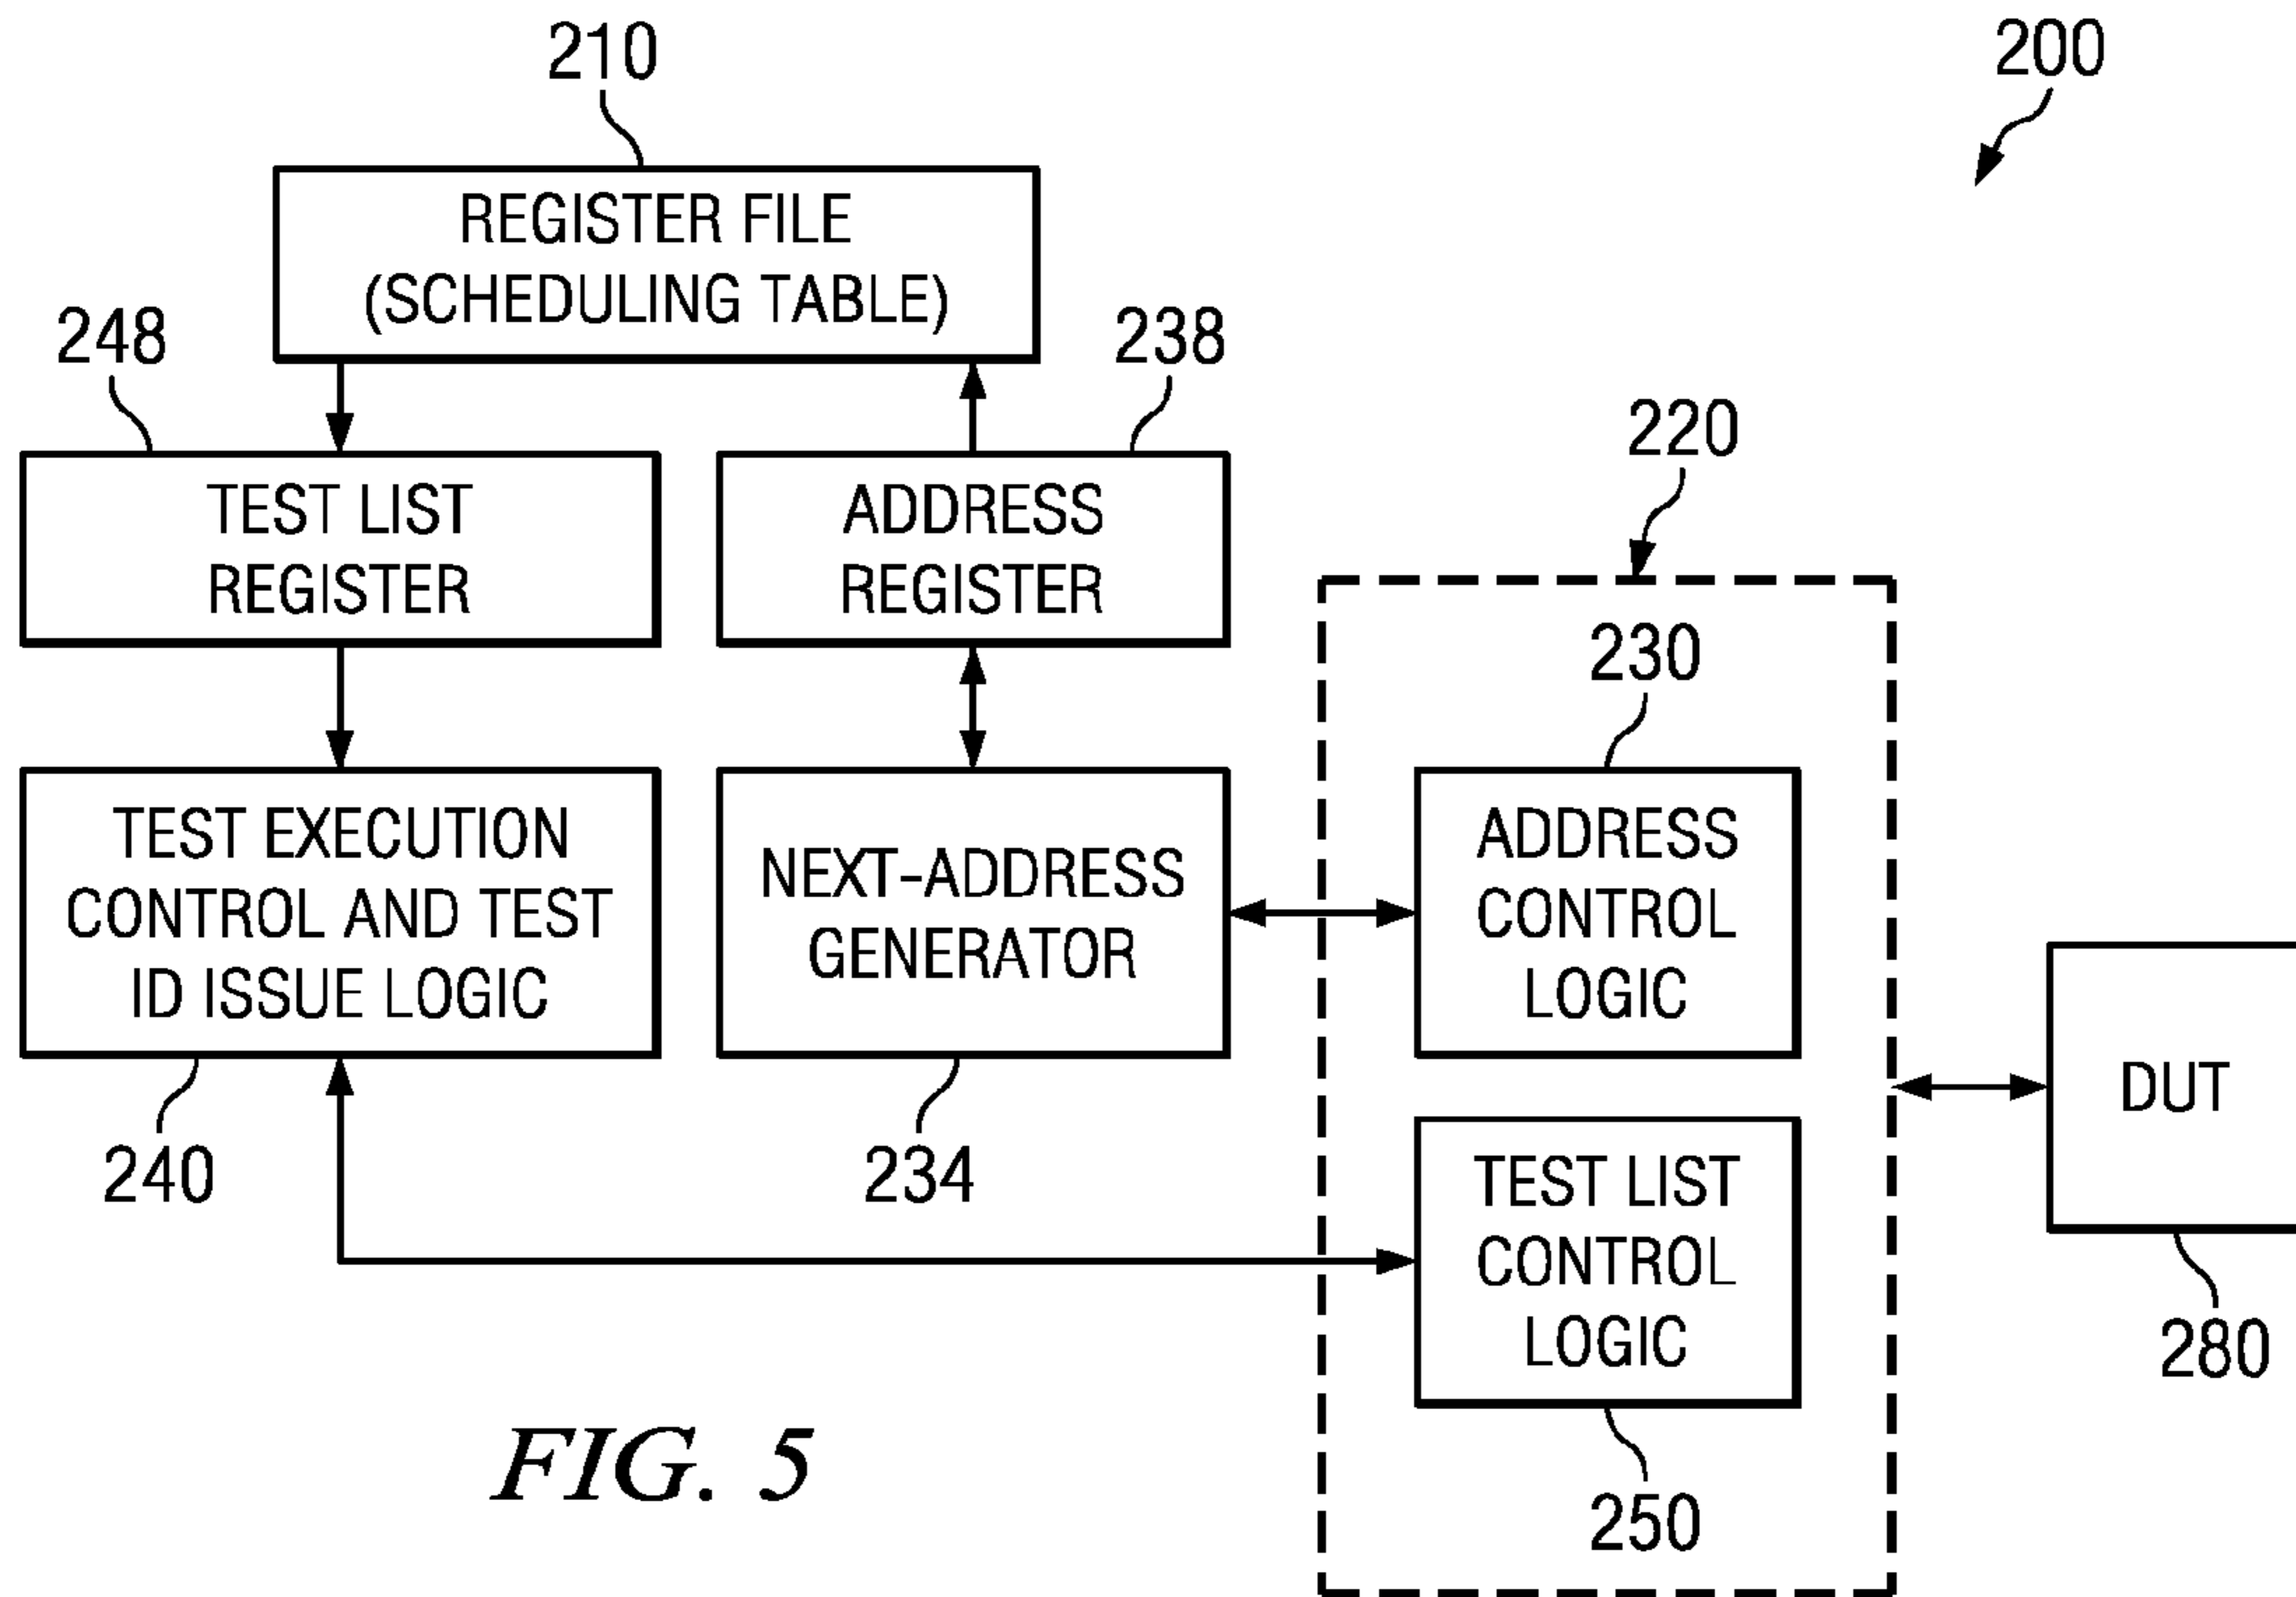 210
200
REGISTER FILE
(SCHEDULING TABLE)
248
238
220
TEST LIST
REGISTER
ADDRESS
REGISTER
230
TEST EXECUTION
CONTROL AND TEST
ID ISSUE LOGIC
NEXT-ADDRESS
GENERATOR
ADDRESS
CONTROL
LOGIC
DUT
240
234
TEST LIST
CONTROL
LOGIC
280
250
FIG. 5